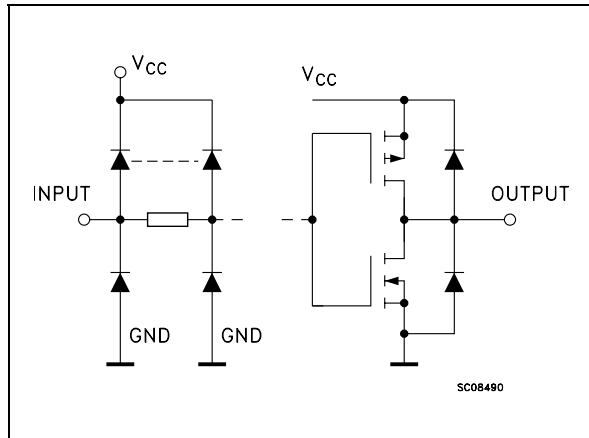 VCC
VCC
INPUT
OUTPUT
GND
GND
SC08490